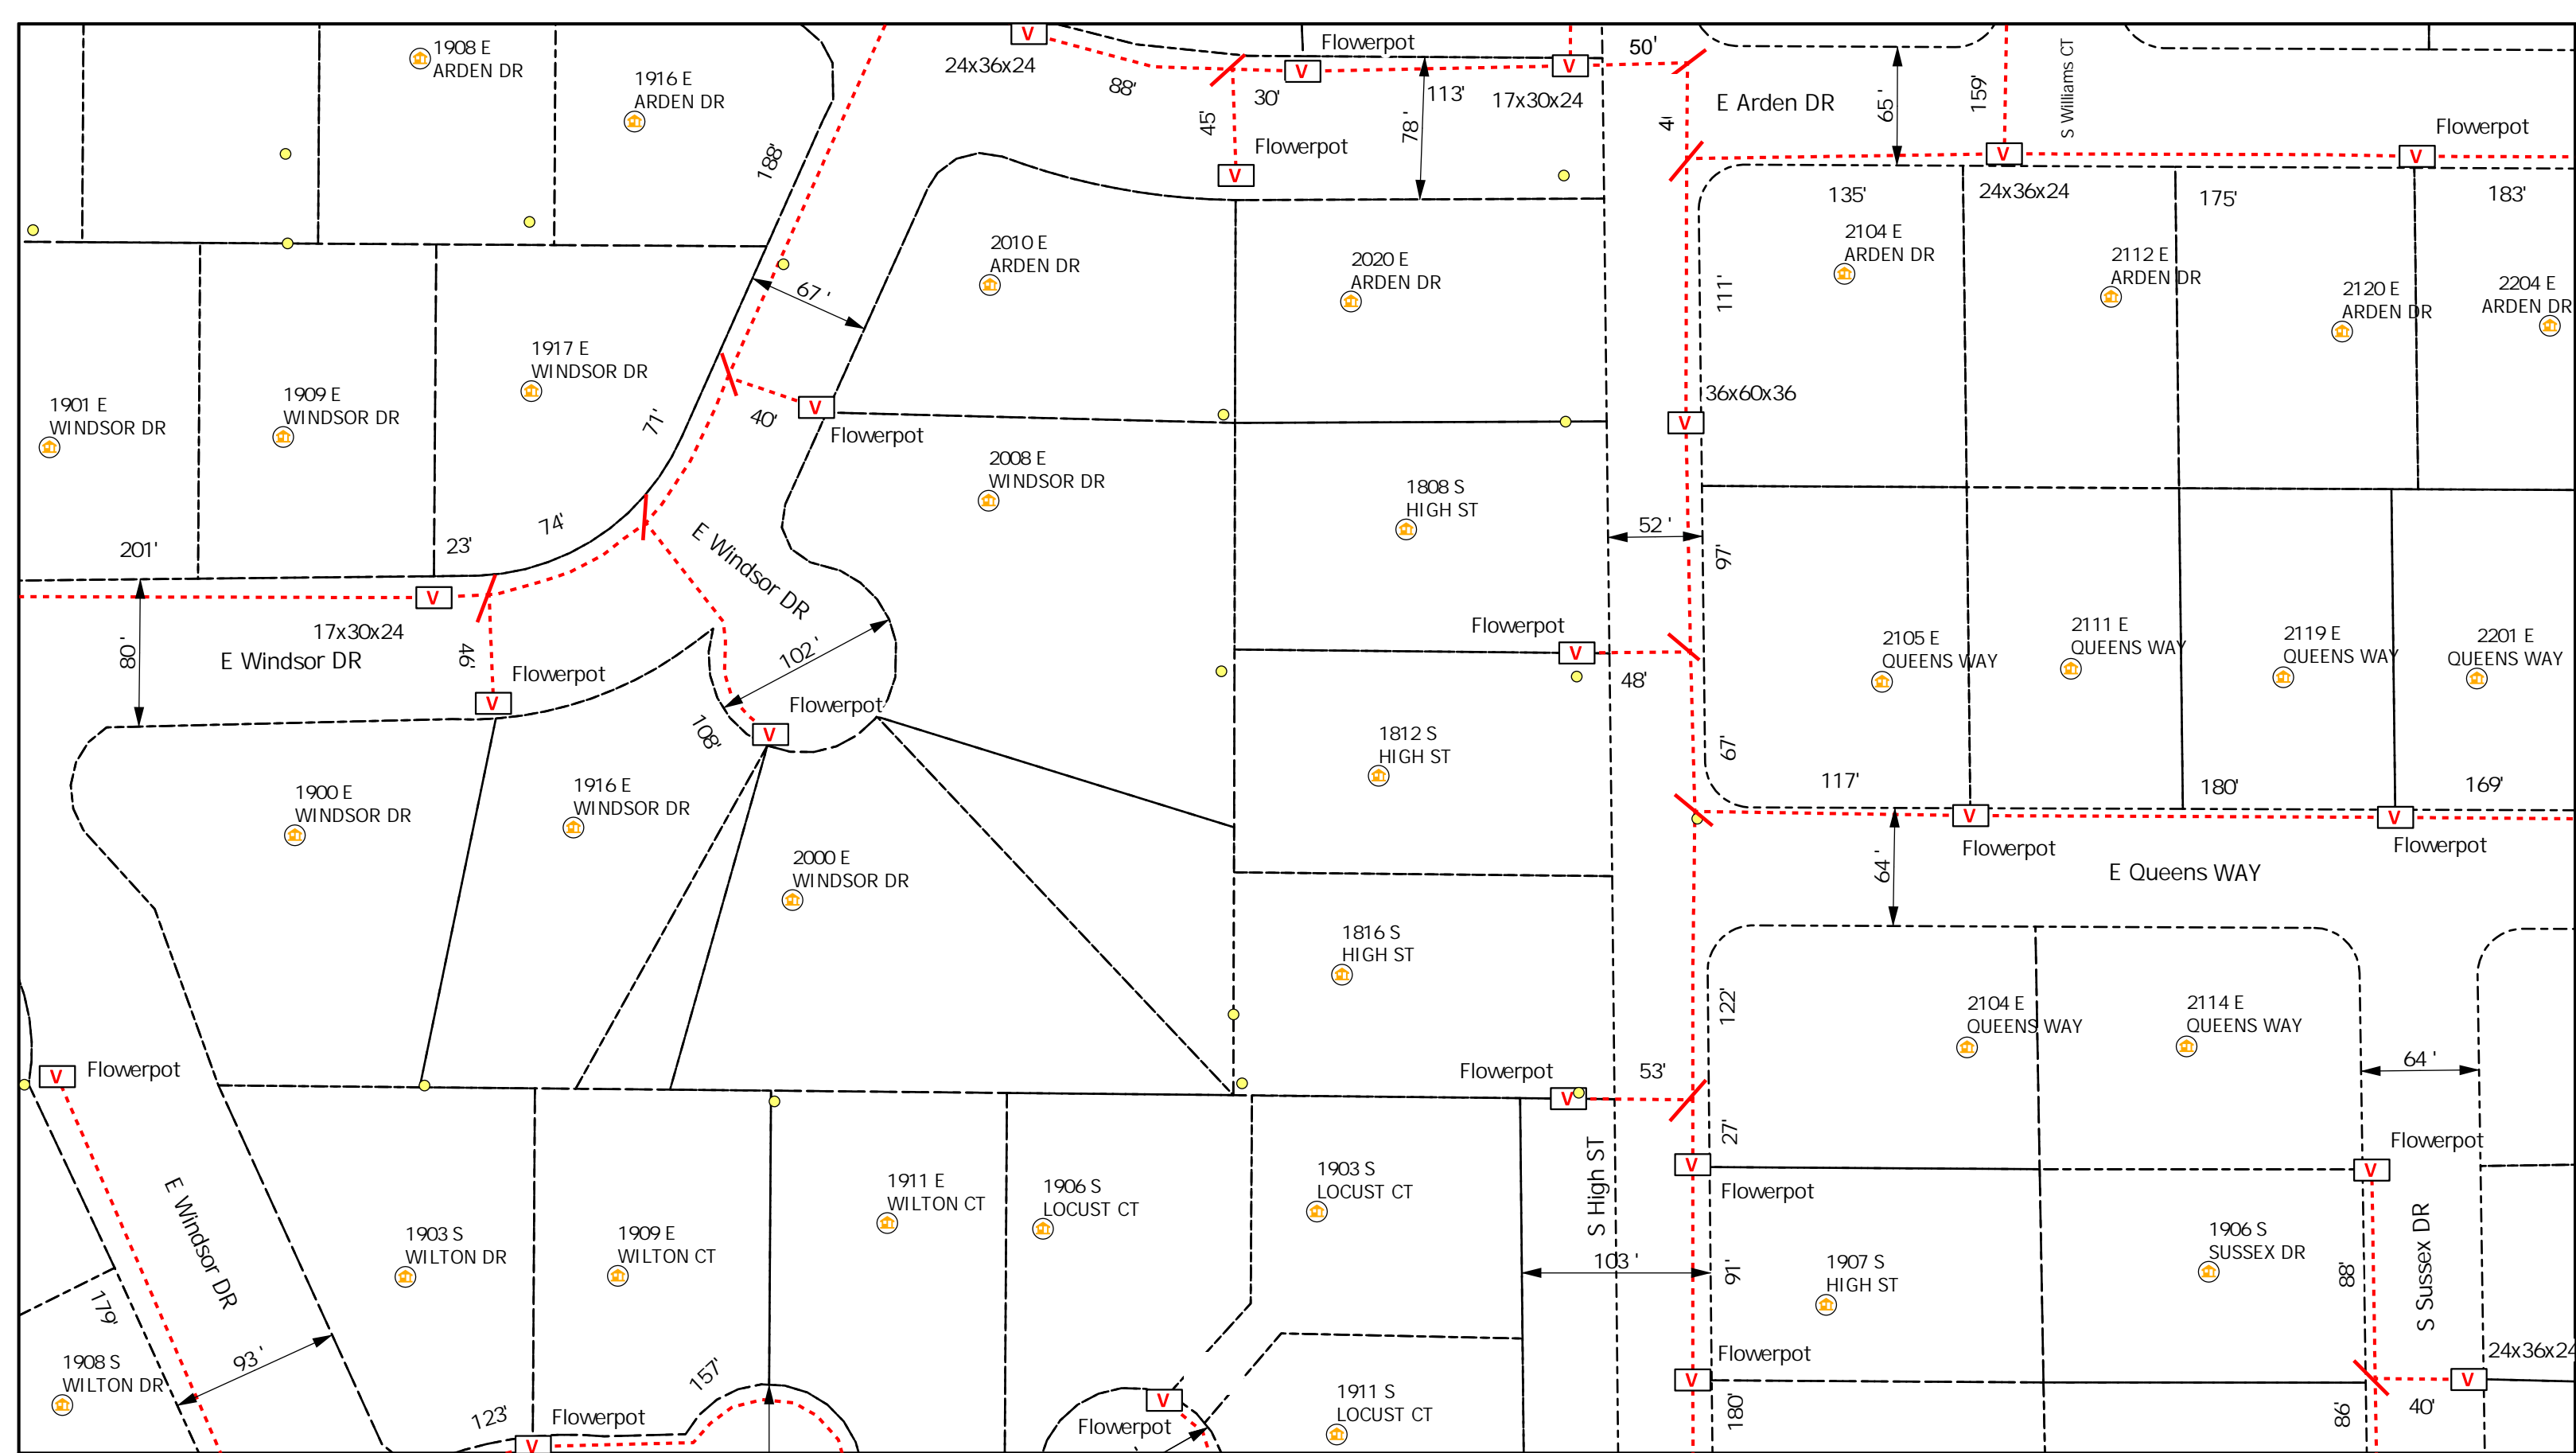 1908 E
ARDEN DR
1916 E
ARDEN DR
188'
V
24x36x24
88'
Flowerpot
V
30'
45'
Flowerpot
V
78 '
113'
V
17x30x24
50'
E Arden DR
65 '
159'
S Williams CT
V
24x36x24
Flowerpot
V
135'
175'
183'
67 '
2010 E
ARDEN DR
2020 E
ARDEN DR
2104 E
ARDEN DR
2112 E
ARDEN DR
2120 E
ARDEN DR
2204 E
ARDEN DR
111'
36x60x36
V
1901 E
WINDSOR DR
1909 E
WINDSOR DR
1917 E
WINDSOR DR
71'
40'
V
Flowerpot
2008 E
WINDSOR DR
1808 S
HIGH ST
52 '
97'
201'
23'
74'
E Windsor DR
V
17x30x24
80 '
E Windsor DR
46'
Flowerpot
V
102 '
Flowerpot
V
108'
Flowerpot
V
48'
2105 E
QUEENS WAY
2111 E
QUEENS WAY
2119 E
QUEENS WAY
2201 E
QUEENS WAY
67'
117'
180'
169'
V
Flowerpot
V
Flowerpot
64 '
E Queens WAY
1812 S
HIGH ST
1900 E
WINDSOR DR
1916 E
WINDSOR DR
2000 E
WINDSOR DR
1816 S
HIGH ST
122'
2104 E
QUEENS WAY
2114 E
QUEENS WAY
64 '
V
Flowerpot
Flowerpot
V
53'
27'
V
Flowerpot
Flowerpot
V
E Windsor DR
S High ST
1903 S
WILTON DR
1909 E
WILTON CT
1911 E
WILTON CT
1906 S
LOCUST CT
1903 S
LOCUST CT
103 '
91'
1907 S
HIGH ST
1906 S
SUSSEX DR
88'
S Sussex DR
179'
93 '
1908 S
WILTON DR
157'
123'
Flowerpot
V
V
Flowerpot
1911 S
LOCUST CT
Flowerpot
V
180'
24x36x24
V
40'
86'